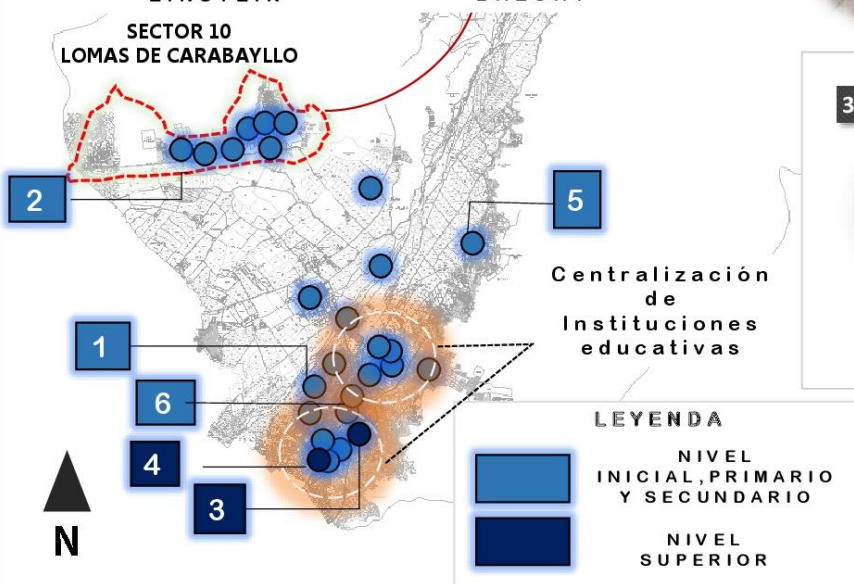 SECTOR 10
LOMAS DE CARABAYLLO
3
2
5
Centralización
de
Instituciones
educativas
1
6
4
3
N
LEYENDA
NIVEL
INICIAL,PRIMARIO
Y SECUNDARIO
NIVEL
SUPERIOR